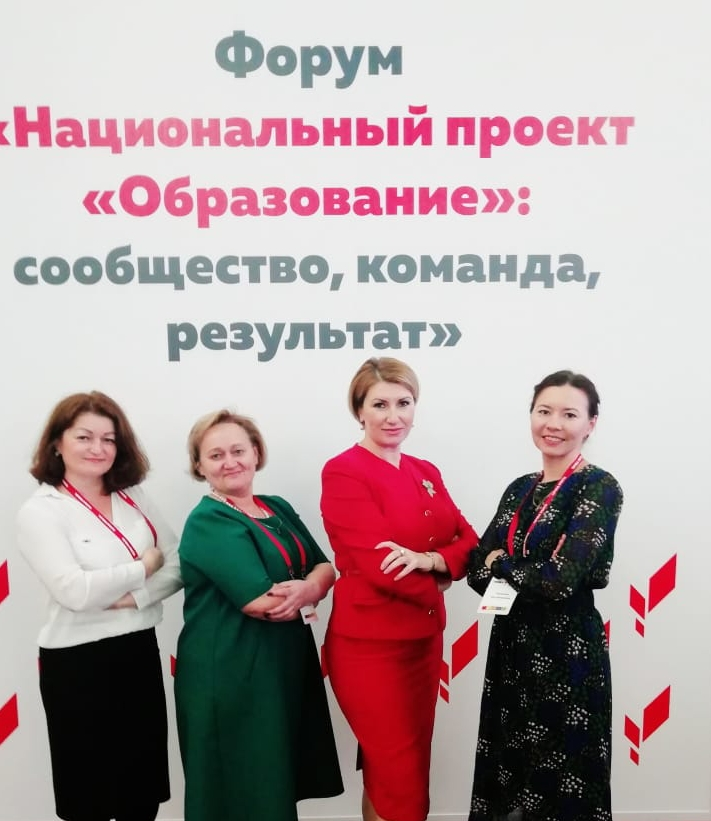 Форум
«Национальный проект
«Образование»:
сообщество, команда,
результат»